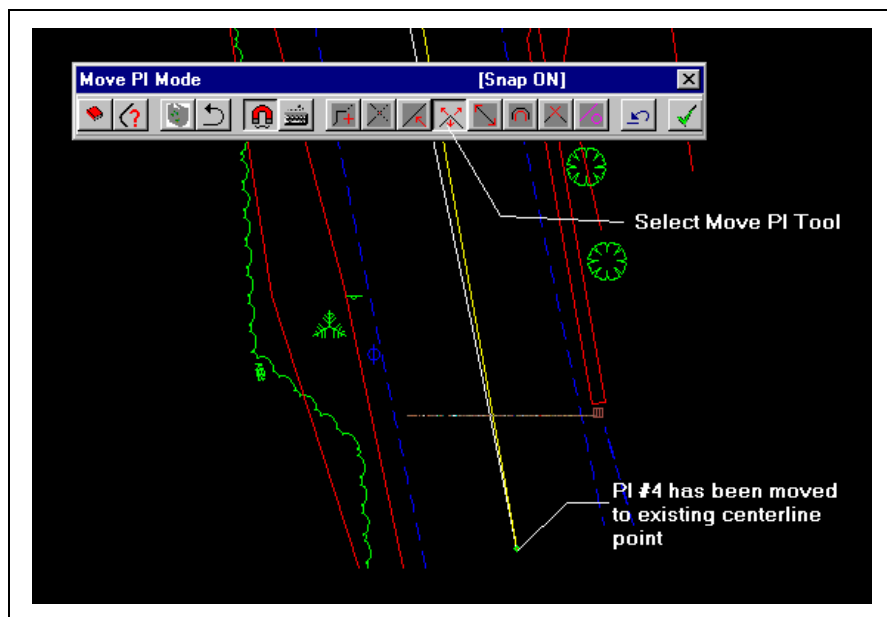 Move PI Mode [Snap ON]
Select Move PI Tool
PI #4 has been moved
to existing centerline
point